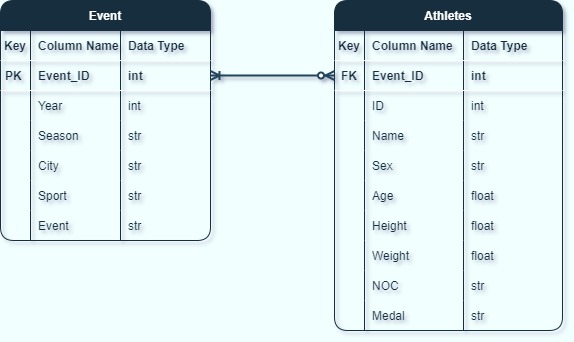 Event
Key Column Name Data Type
PK Event_ID int
Year int
Season str
City str
Sport str
Event str
Athletes
Key Column Name Data Type
FK Event_ID int
ID int
Name str
Sex str
Age float
Height float
Weight float
NOC str
Medal str